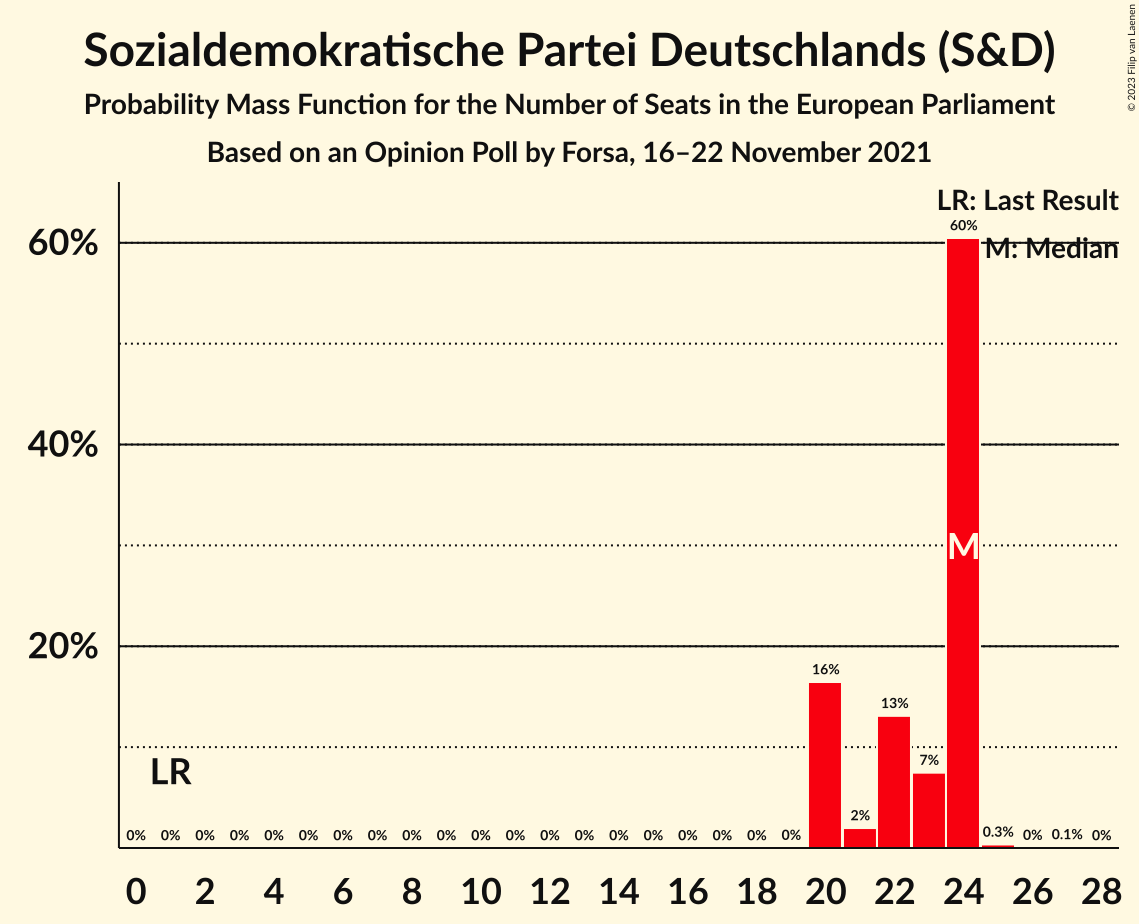 Sozialdemokratische Partei Deutschlands (S&D)
Probability Mass Function for the Number of Seats in the European Parliament
Based on an Opinion Poll by Forsa, 16–22 November 2021
© 2023 Filip van Laenen
LR: Last Result
M: Median
60%
40%
20%
60%
M
16%
13%
7%
2%
LR
0% 0% 0% 0% 0% 0% 0% 0% 0% 0% 0% 0% 0% 0% 0% 0% 0% 0% 0% 0% 0.3% 0% 0.1% 0%
0 2 4 6 8 10 12 14 16 18 20 22 24 26 28